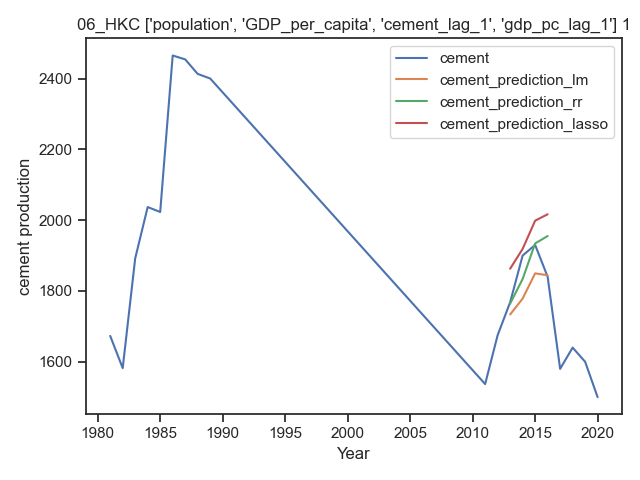 06_HKC ['population', 'GDP_per_capita', 'cement_lag_1', 'gdp_pc_lag_1'] 1
cement
cement_prediction_lm
cement_prediction_rr
cement_prediction_lasso
cement production
2400
2200
2000
1800
1600
1980 1985 1990 1995 2000 2005 2010 2015 2020
Year